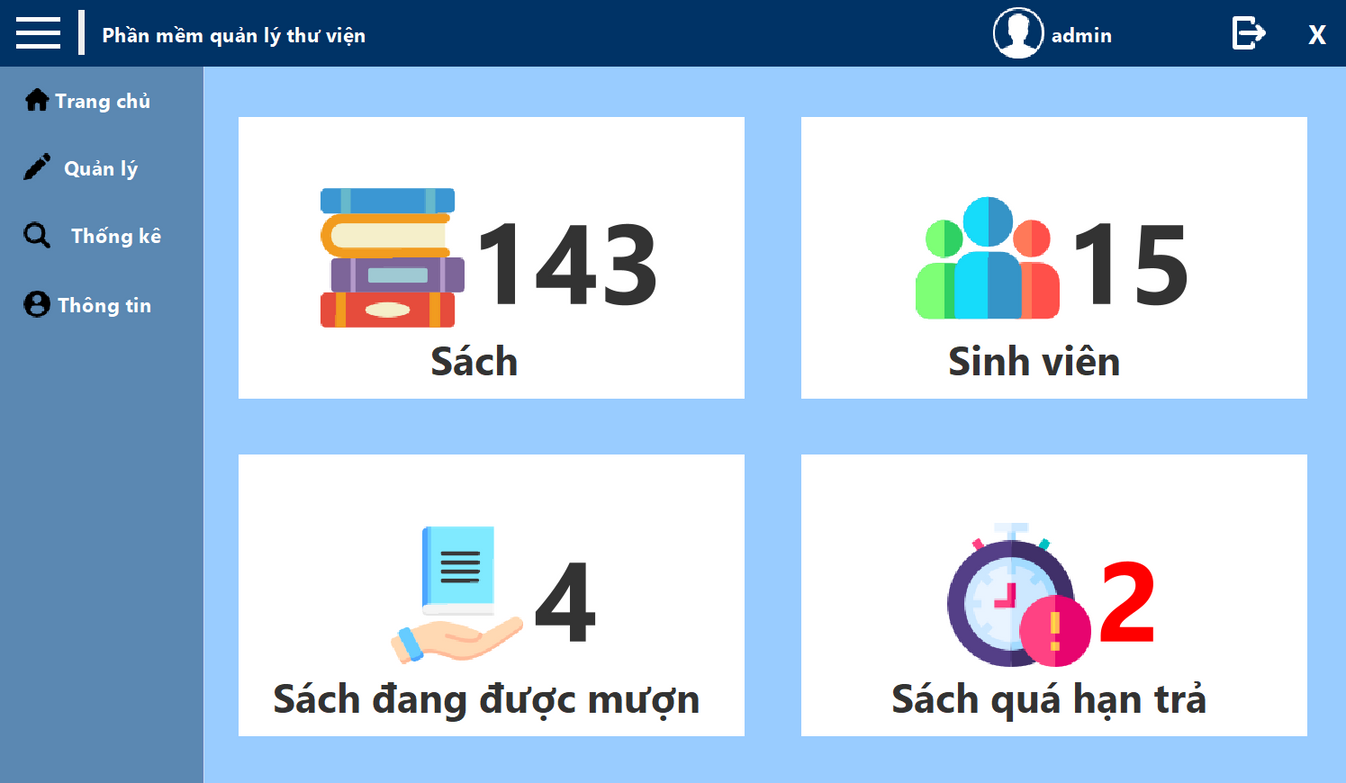 Phần mềm quản lý thư viện
admin
X
Trang chủ
Quản lý
Thống kê
Thông tin
143
Sách
15
Sinh viên
4
Sách đang được mượn
2
Sách quá hạn trả